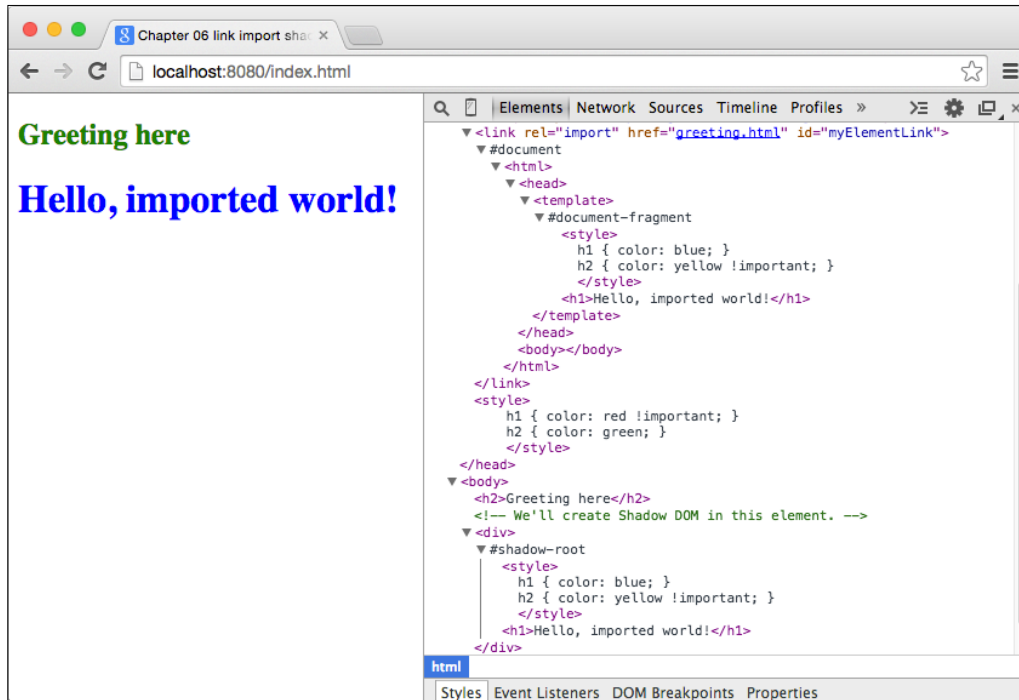 Chapter 06 link import shac
localhost:8080/index.html
Greeting here
Hello, imported world!
Elements Network Sources Timeline Profiles »
<link rel="import" href="greeting.html" id="myElementLink">
#document
<html>
<head>
<template>
#document-fragment
<style>
h1 { color: blue; }
h2 { color: yellow !important; }
</style>
<h1>Hello, imported world!</h1>
</template>
</head>
<body></body>
</html>
</link>
<style>
h1 { color: red !important; }
h2 { color: green; }
</style>
</head>
<body>
<h2>Greeting here</h2>
<!-- We'll create Shadow DOM in this element. -->
<div>
#shadow-root
<style>
h1 { color: blue; }
h2 { color: yellow !important; }
</style>
<h1>Hello, imported world!</h1>
</div>
html
Styles Event Listeners DOM Breakpoints Properties